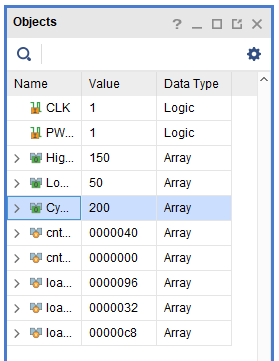 Objects
Name Value Data Type
CLK 1 Logic
PW... 1 Logic
Hig... 150 Array
Lo... 50 Array
Cy... 200 Array
cnt... 0000040 Array
cnt... 0000000 Array
loa... 0000096 Array
loa... 0000032 Array
loa... 00000c8 Array